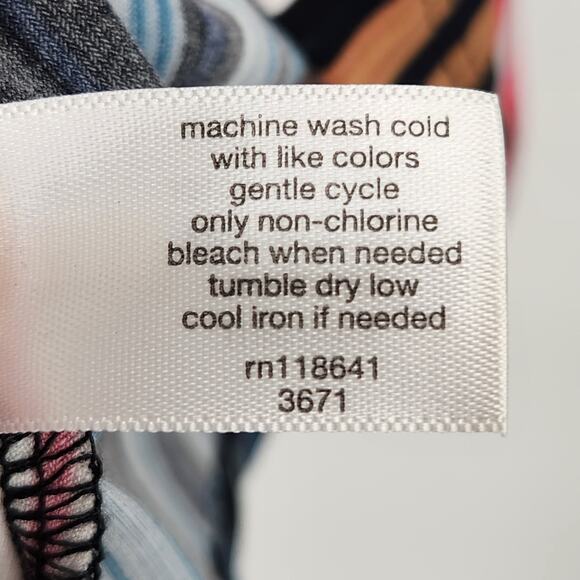 machine wash cold
with like colors
gentle cycle
only non-chlorine
bleach when needed
tumble dry low
cool iron if needed
rn118641
3671